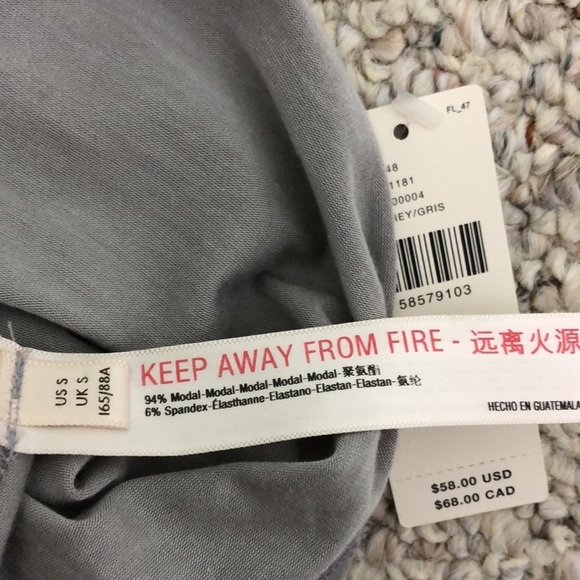 FL_47
48
1181
00004
REY/GRIS
58579103
US S
UK S
165/88A
KEEP AWAY FROM FIRE - 远离火源
94% Modal-Modal-Modal-Modal-Modal-聚氨酯
6% Spandex-Élasthanne-Elastano-Elastan-Elastan-氨纶
HECHO EN GUATEMALA
$58.00 USD
$68.00 CAD